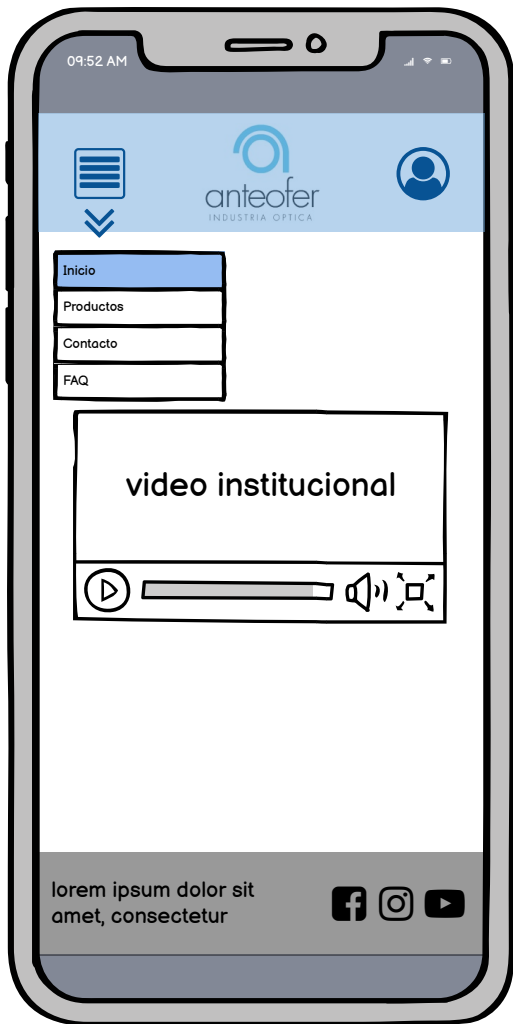 09:52 AM
anteofer
INDUSTRIA OPTICA
Inicio
Productos
Contacto
FAQ
video institucional
lorem ipsum dolor sit
amet, consectetur